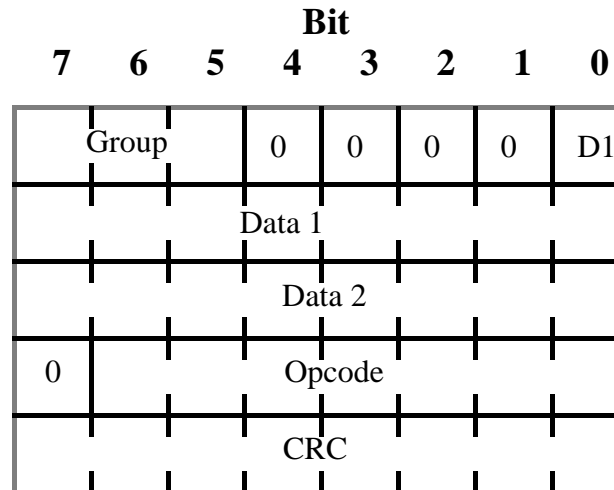 Bit
7 6 5 4 3 2 1 0
Group 0 0 0 0 D1
Data 1
Data 2
0 Opcode
CRC